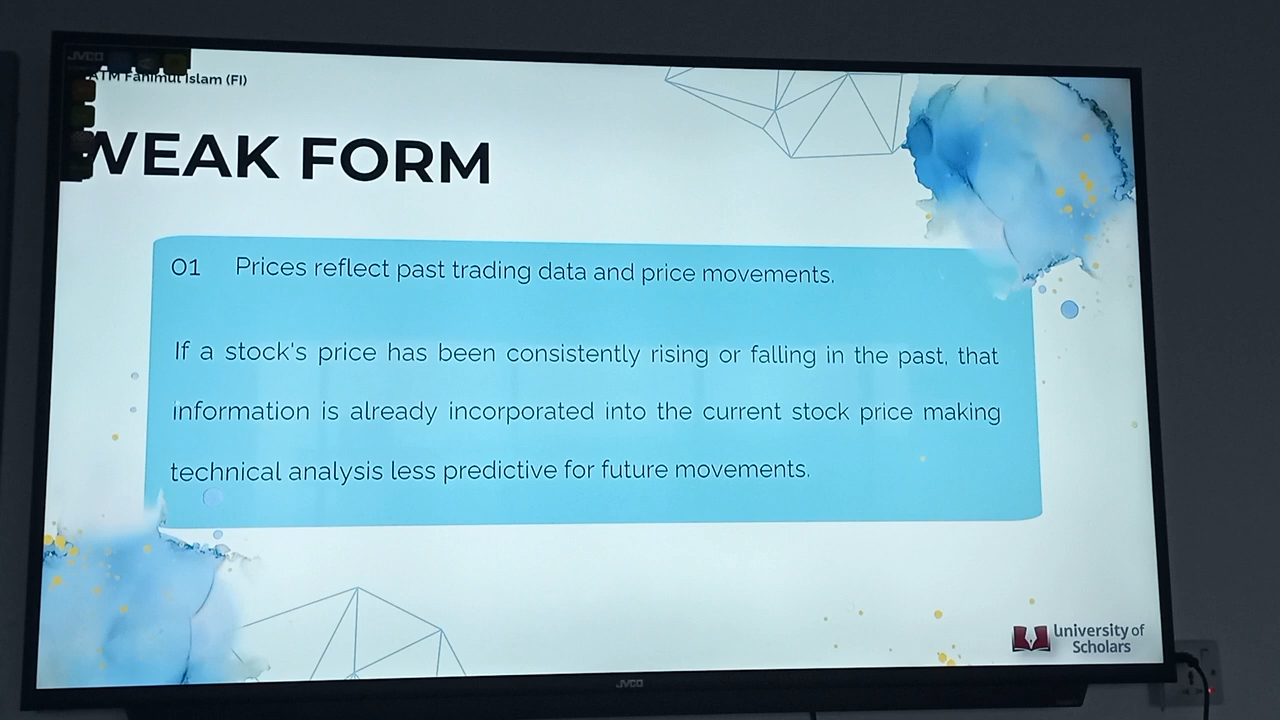 JVCO
ATM Fahimul Islam (FI)
WEAK FORM
01 Prices reflect past trading data and price movements.
If a stock's price has been consistently rising or falling in the past, that
information is already incorporated into the current stock price making
technical analysis less predictive for future movements.
University of
Scholars
JVCO